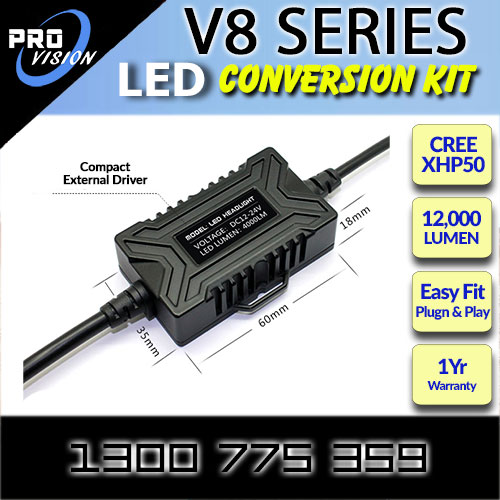 PRO
VISION
V8 SERIES
LED CONVERSION KIT
Compact
External Driver
MODEL LED HEADLIGHT
VOLTAGE: DC12-24V
LED LUMEN: 4000LM
18mm
60mm
35mm
CREE
XHP50
12,000
LUMEN
Easy Fit
Plugn & Play
1Yr
Warranty
1300 775 359